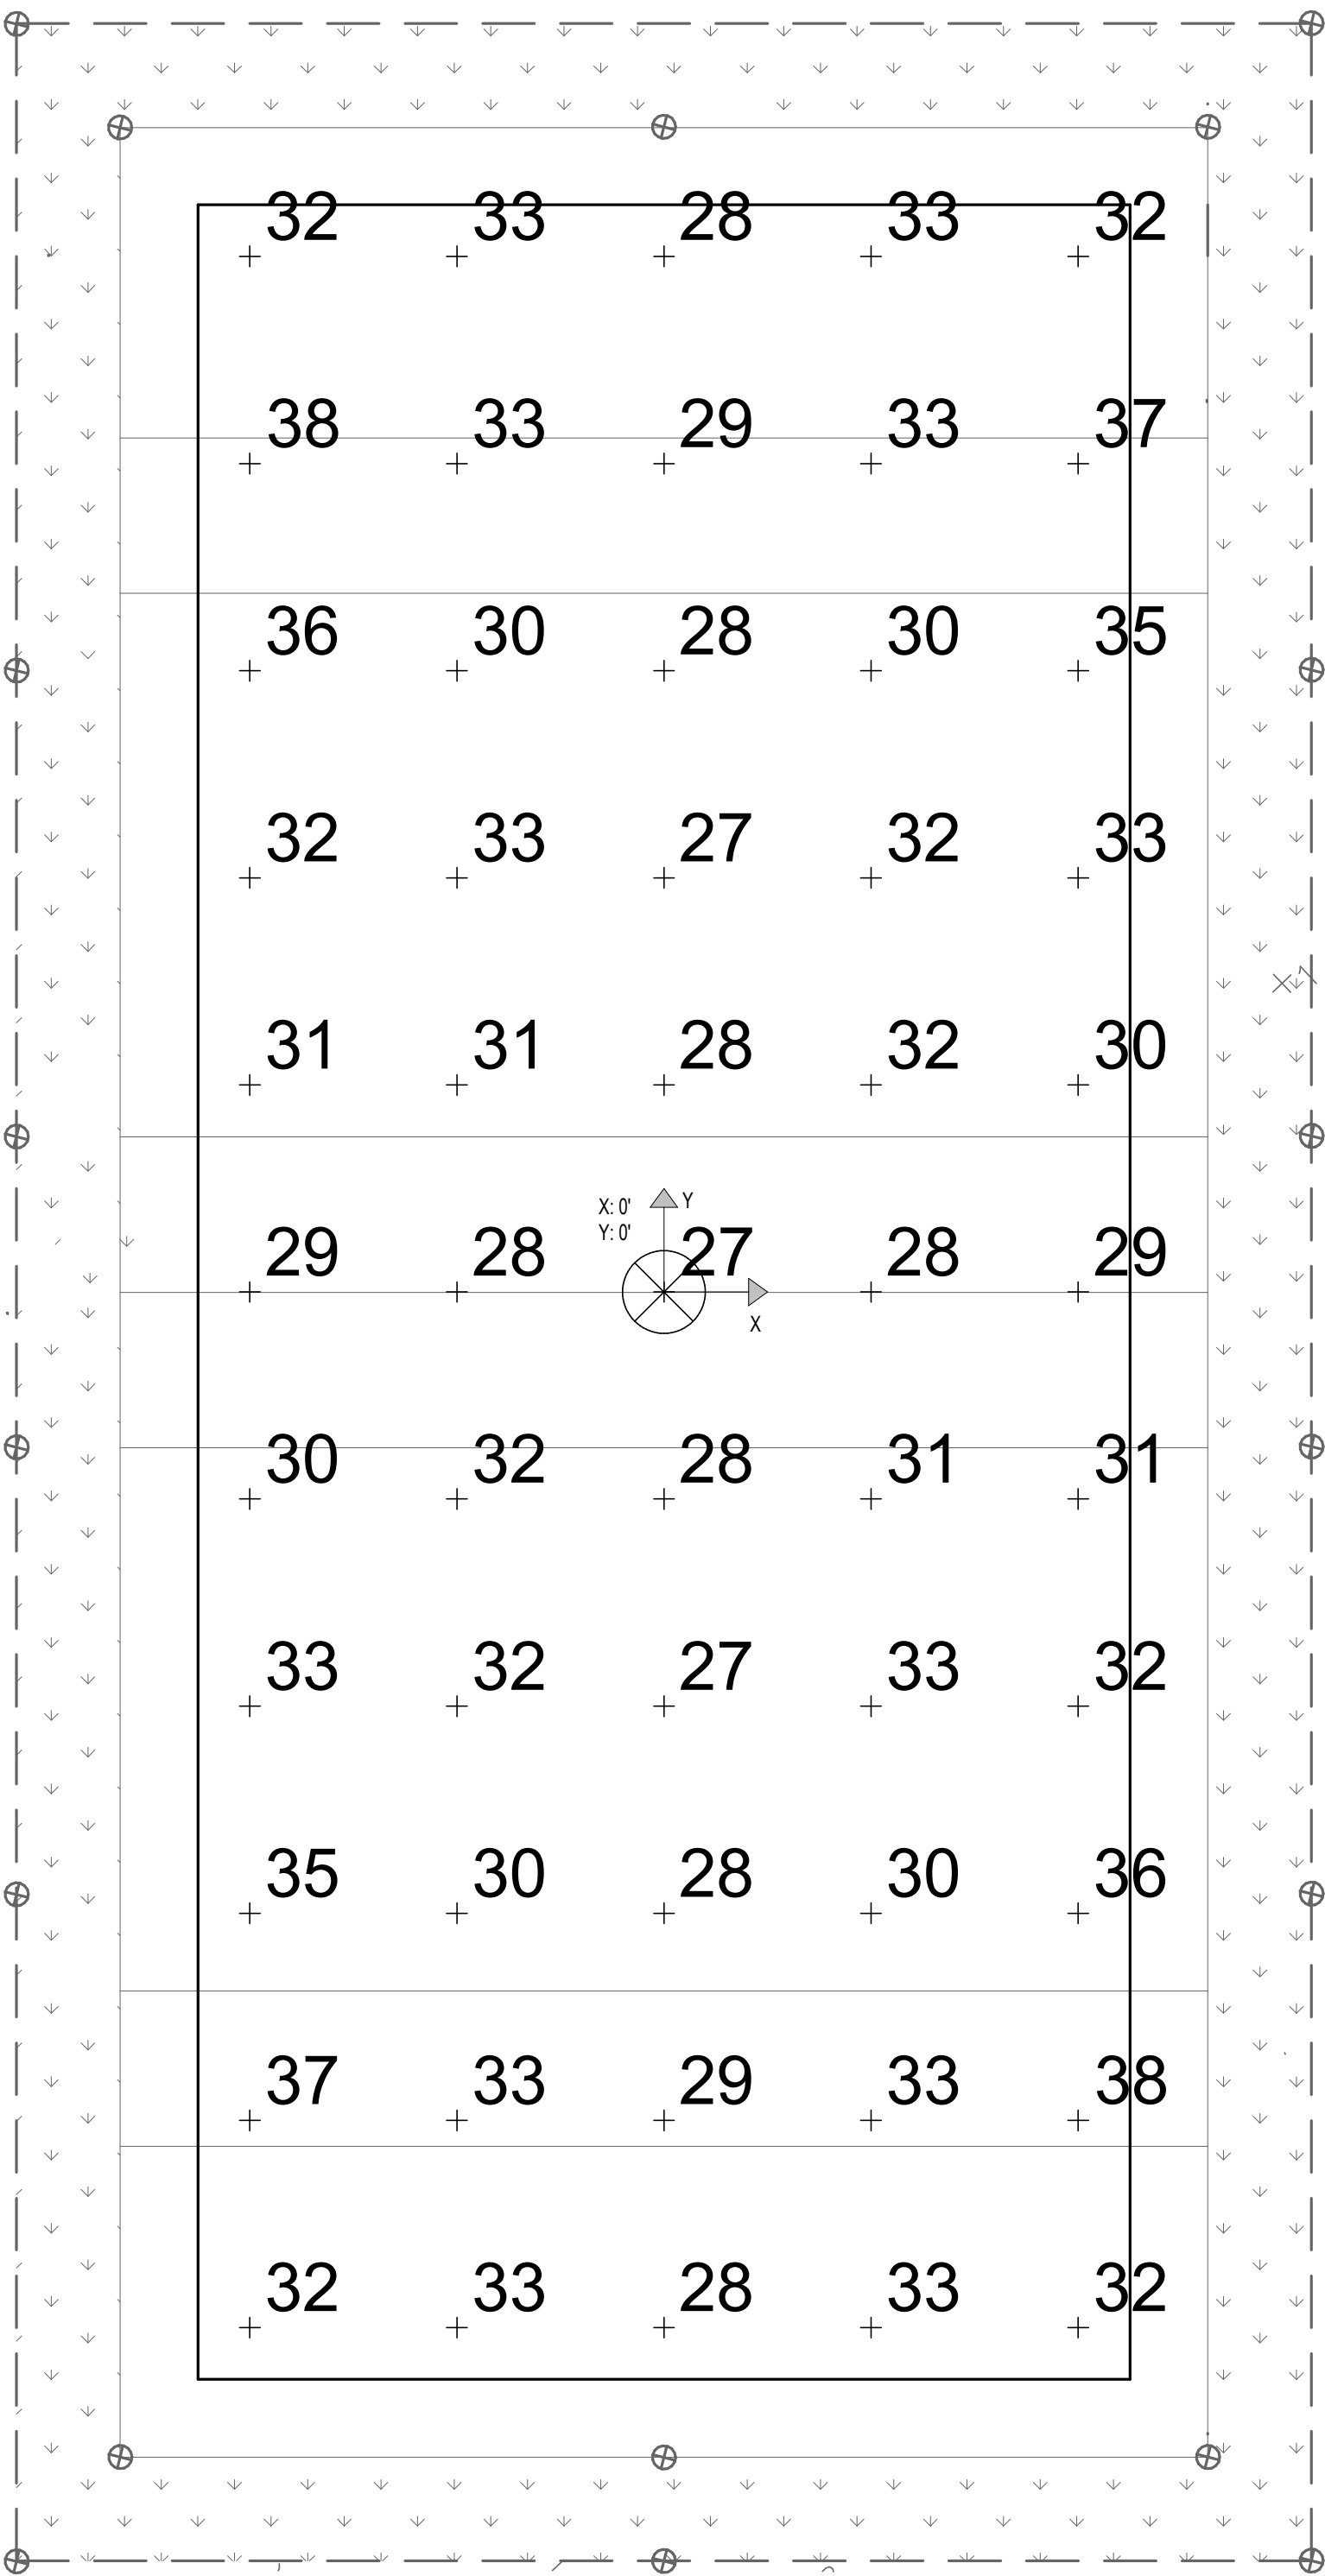 32 33 28 33 32
38 33 29 33 37
36 30 28 30 35
32 33 27 32 33
31 31 28 32 30
X: 0' Y
Y: 0'
29 28 27 28 29
X
30 32 28 31 31
33 32 27 33 32
35 30 28 30 36
37 33 29 33 38
32 33 28 33 32